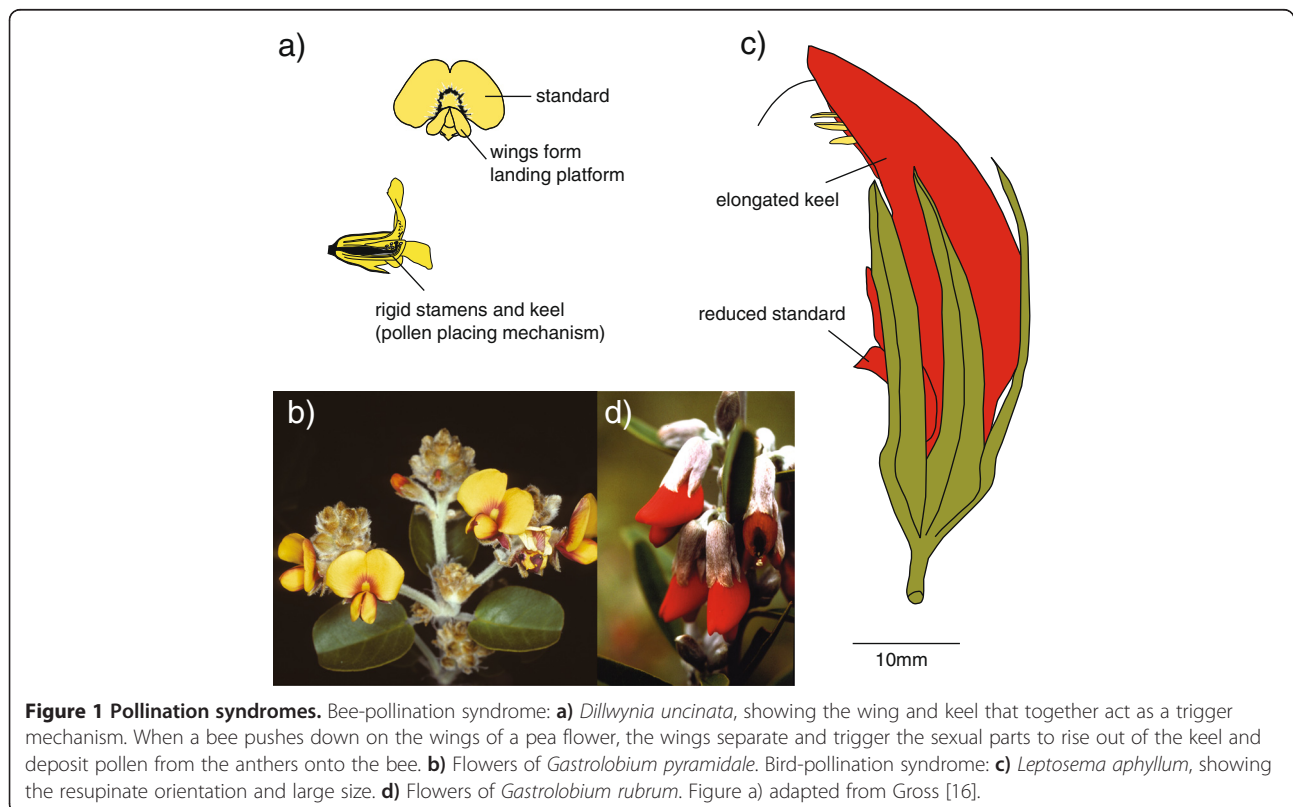 a)
standard
wings form
landing platform
rigid stamens and keel
(pollen placing mechanism)
b)
d)
c)
elongated keel
reduced standard
10mm
Figure 1 Pollination syndromes. Bee-pollination syndrome: a) Dillwynia uncinata, showing the wing and keel that together act as a trigger
mechanism. When a bee pushes down on the wings of a pea flower, the wings separate and trigger the sexual parts to rise out of the keel and
deposit pollen from the anthers onto the bee. b) Flowers of Gastrolobium pyramidale. Bird-pollination syndrome: c) Leptosema aphyllum, showing
the resupinate orientation and large size. d) Flowers of Gastrolobium rubrum. Figure a) adapted from Gross [16].